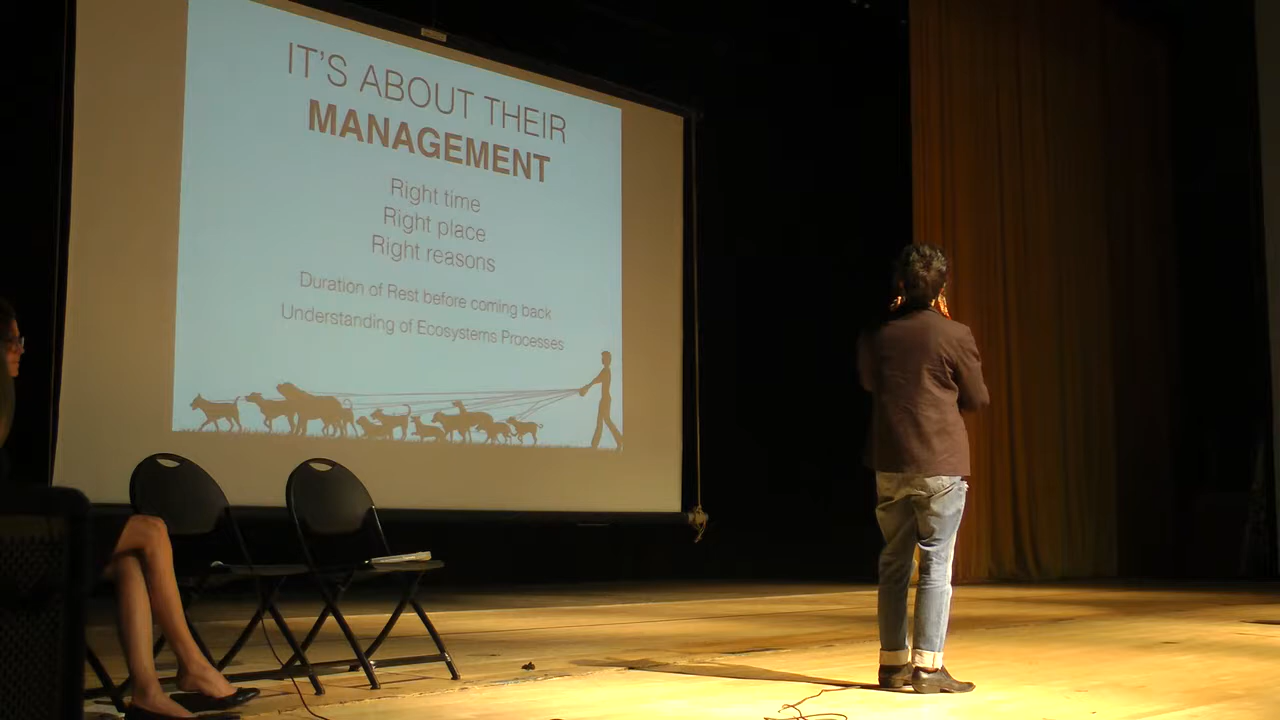 IT'S ABOUT THEIR
MANAGEMENT
Right time
Right place
Right reasons
Duration of Rest before coming back
Understanding of Ecosystems Processes